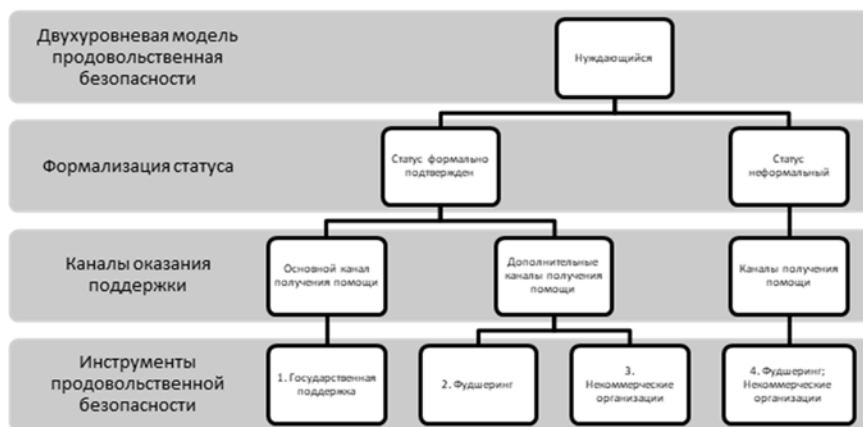 Двухуровневая модель
продовольственная
безопасности
Нуждающийся
Формализация статуса
Статус формально
подтвержден
Статус
неформальный
Каналы оказания
поддержки
Основной канал
получения помощи
Дополнительные
каналы получения
помощи
Каналы получения
помощи
Инструменты
продовольственной
безопасности
1. Государственная
поддержка
2. Фудшеринг
3.
Некоммерческие
организации
4. Фудшеринг;
Некоммерческие
организации